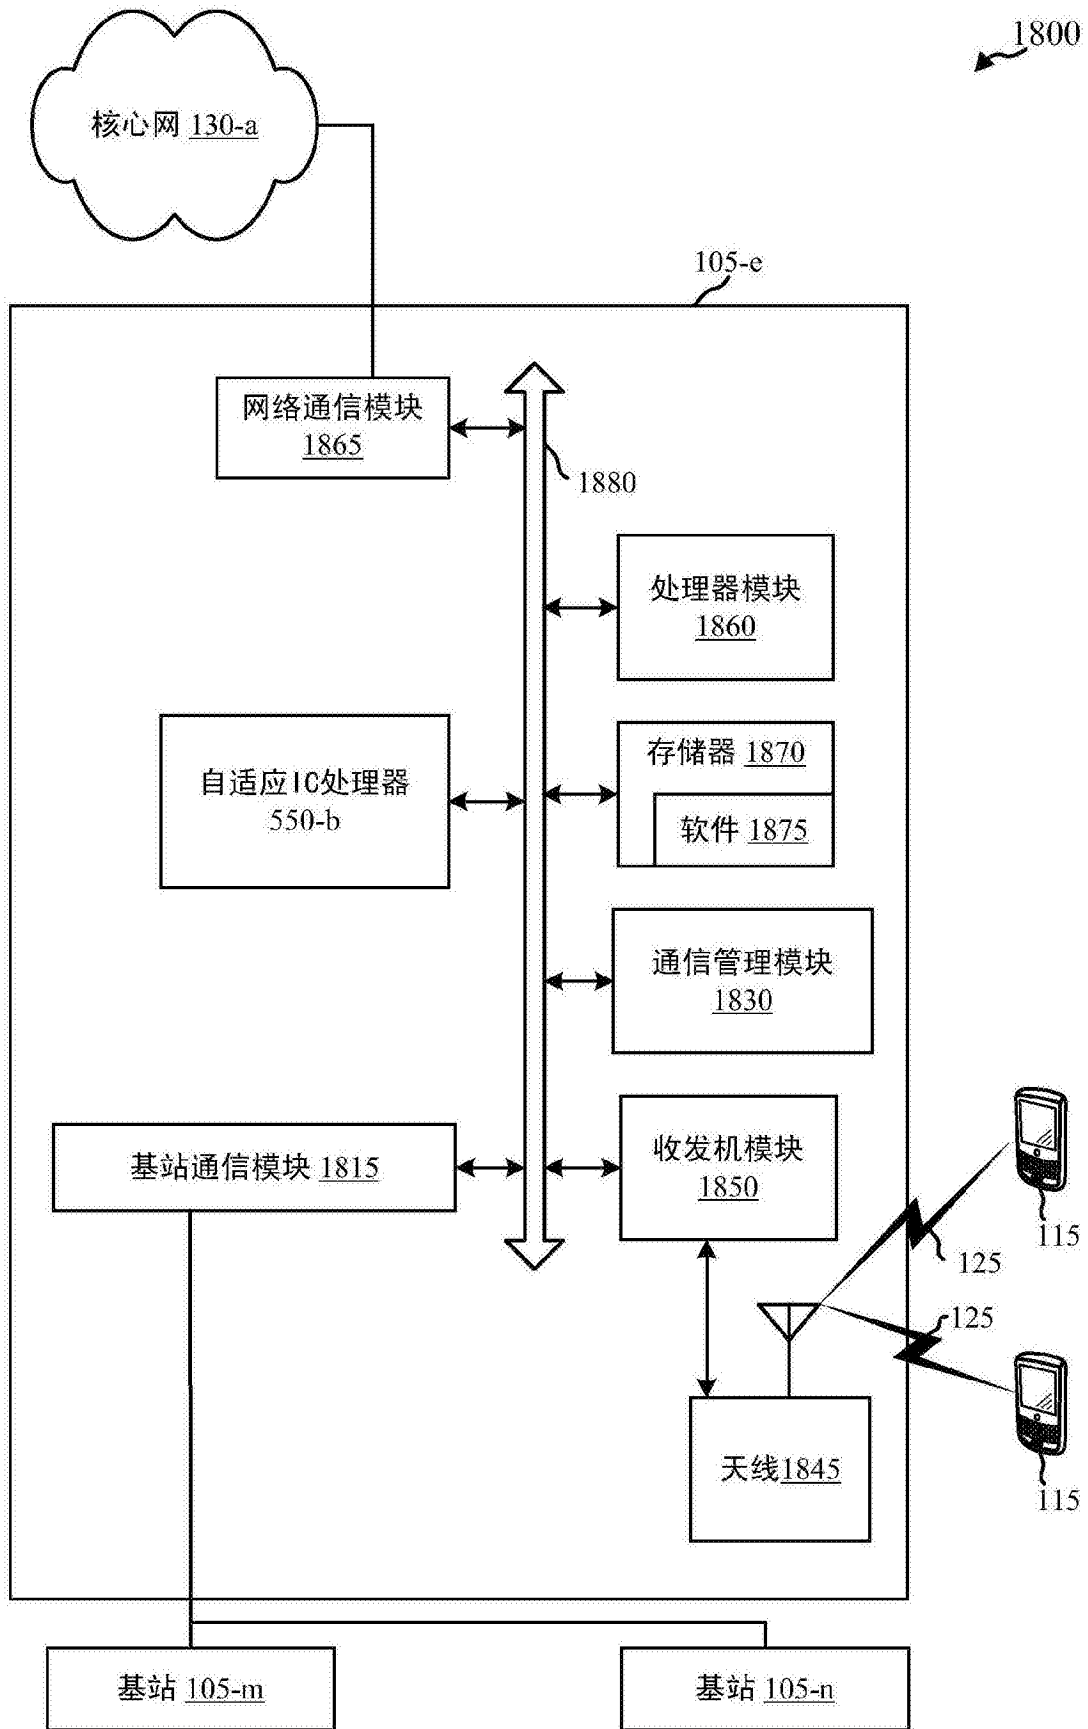 1800
核心网 130-a
105-e
网络通信模块
1865
1880
处理器模块
1860
存储器 1870
软件 1875
自适应IC处理器
550-b
通信管理模块
1830
基站通信模块 1815
收发机模块
1850
115
125
125
天线1845
115
基站 105-m
基站 105-n